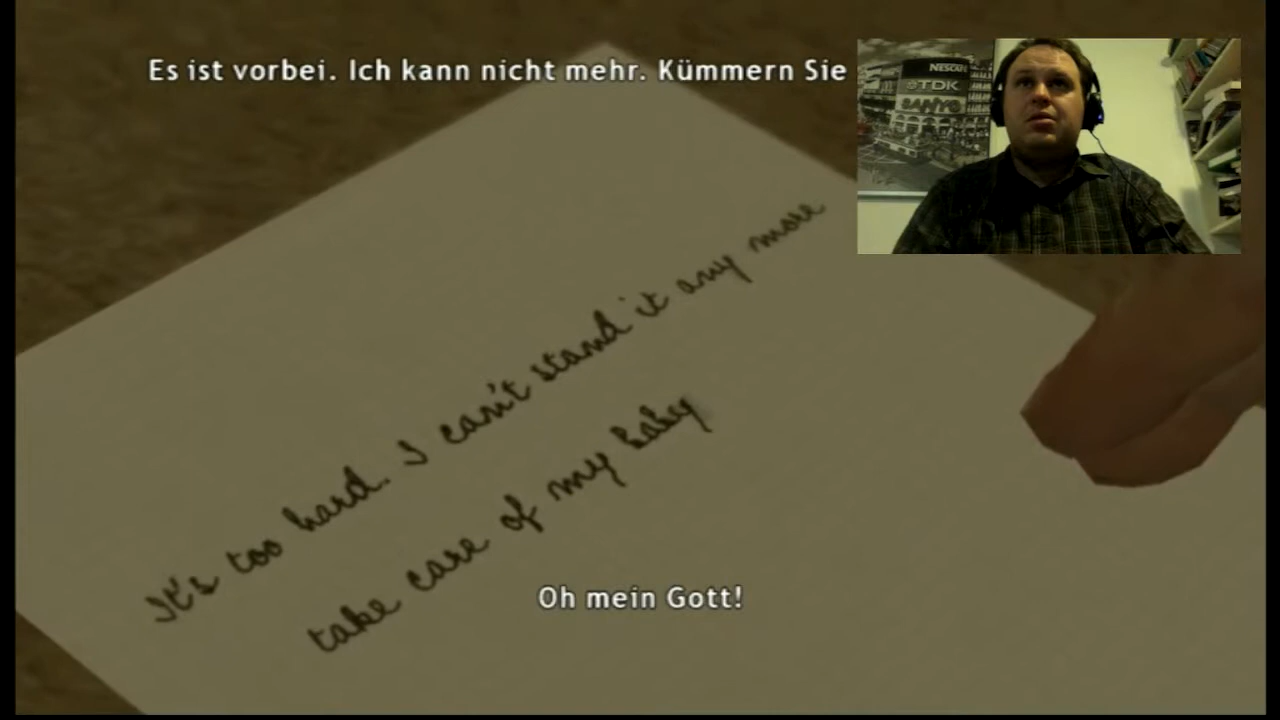 Es ist vorbei. Ich kann nicht mehr. Kümmern Sie
NESCAFÉ
TDK
SANYO
It's too hard. I can't stand it any more
take care of my baby
Oh mein Gott!